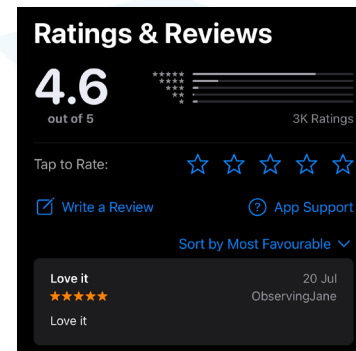 Ratings & Reviews
4.6
out of 5
3K Ratings
Tap to Rate:
Write a Review
App Support
Sort by Most Favourable
Love it
20 Jul
ObservingJane
Love it